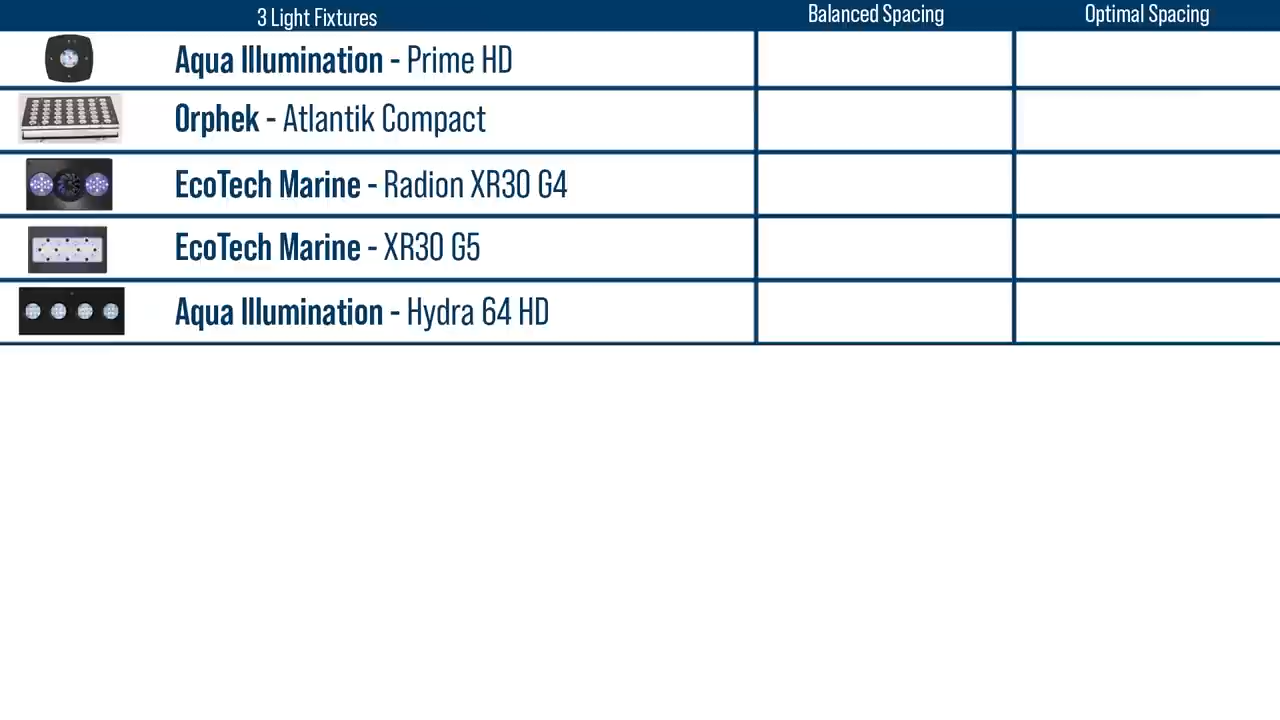 3 Light Fixtures Balanced Spacing Optimal Spacing
Aqua Illumination - Prime HD
Orphek - Atlantik Compact
EcoTech Marine - Radion XR30 G4
EcoTech Marine - XR30 G5
Aqua Illumination - Hydra 64 HD